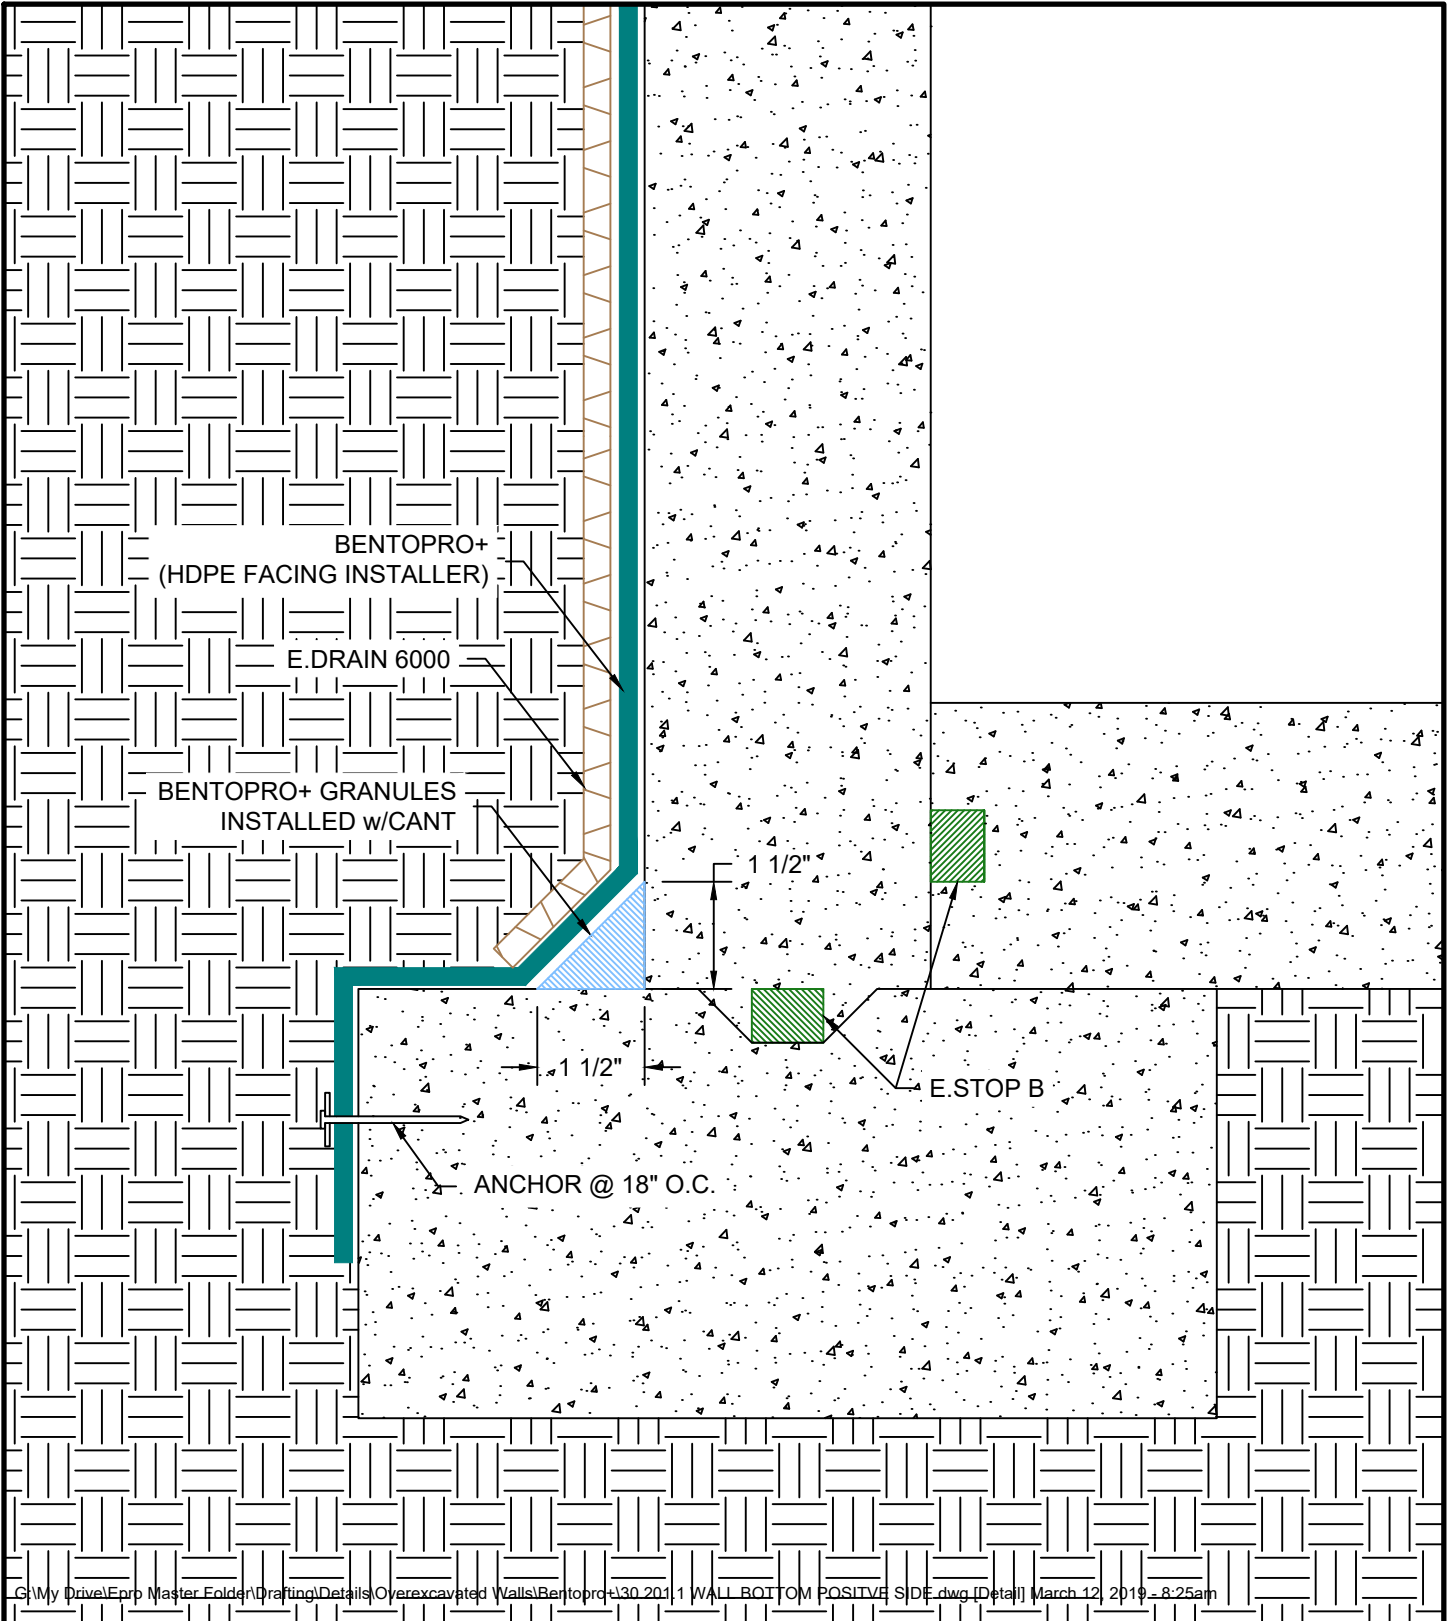 BENTOPRO+
(HDPE FACING INSTALLER)
E.DRAIN 6000
BENTOPRO+ GRANULES
INSTALLED w/CANT
1 1/2"
1 1/2"
E.STOP B
ANCHOR @ 18" O.C.
G:\My Drive\Epro Master Folder\Drafting\Details\Overexcavated Walls\Bentopro+\30.201.1 WALL BOTTOM POSITVE SIDE.dwg [Detail] March 12, 2019 - 8:25am